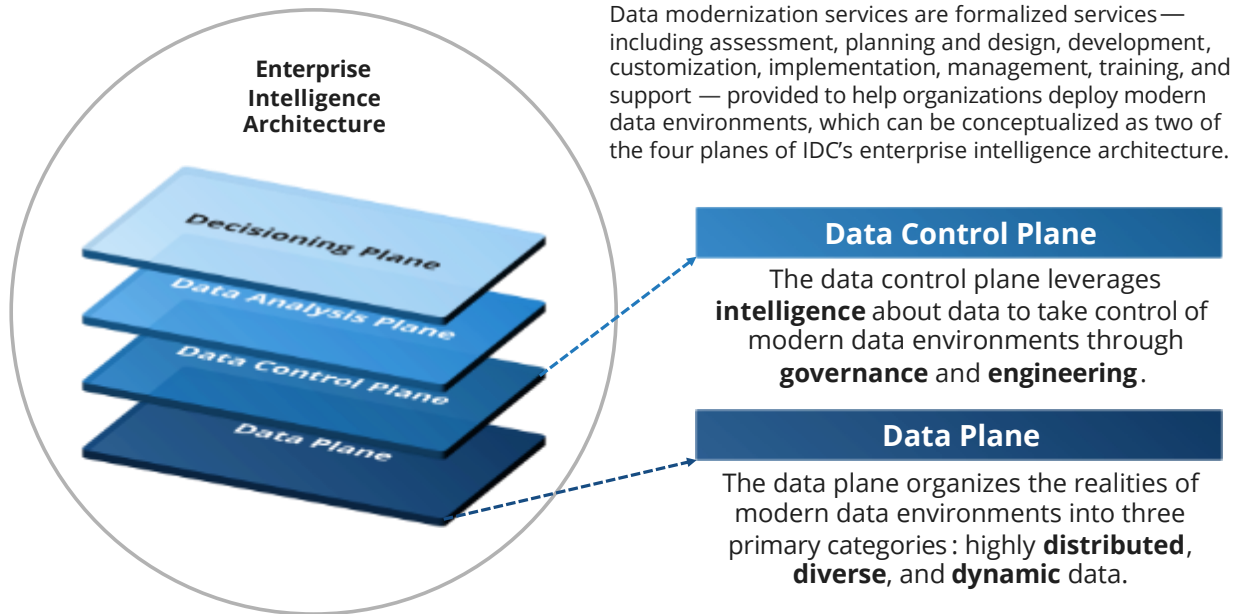 Enterprise
Intelligence
Architecture
Decisioning Plane
Data Analysis Plane
Data Control Plane
Data Plane
Data modernization services are formalized services —
including assessment, planning and design, development,
customization, implementation, management, training, and
support — provided to help organizations deploy modern
data environments, which can be conceptualized as two of
the four planes of IDC’s enterprise intelligence architecture.
Data Control Plane
The data control plane leverages
intelligence about data to take control of
modern data environments through
governance and engineering.
Data Plane
The data plane organizes the realities of
modern data environments into three
primary categories: highly distributed,
diverse, and dynamic data.